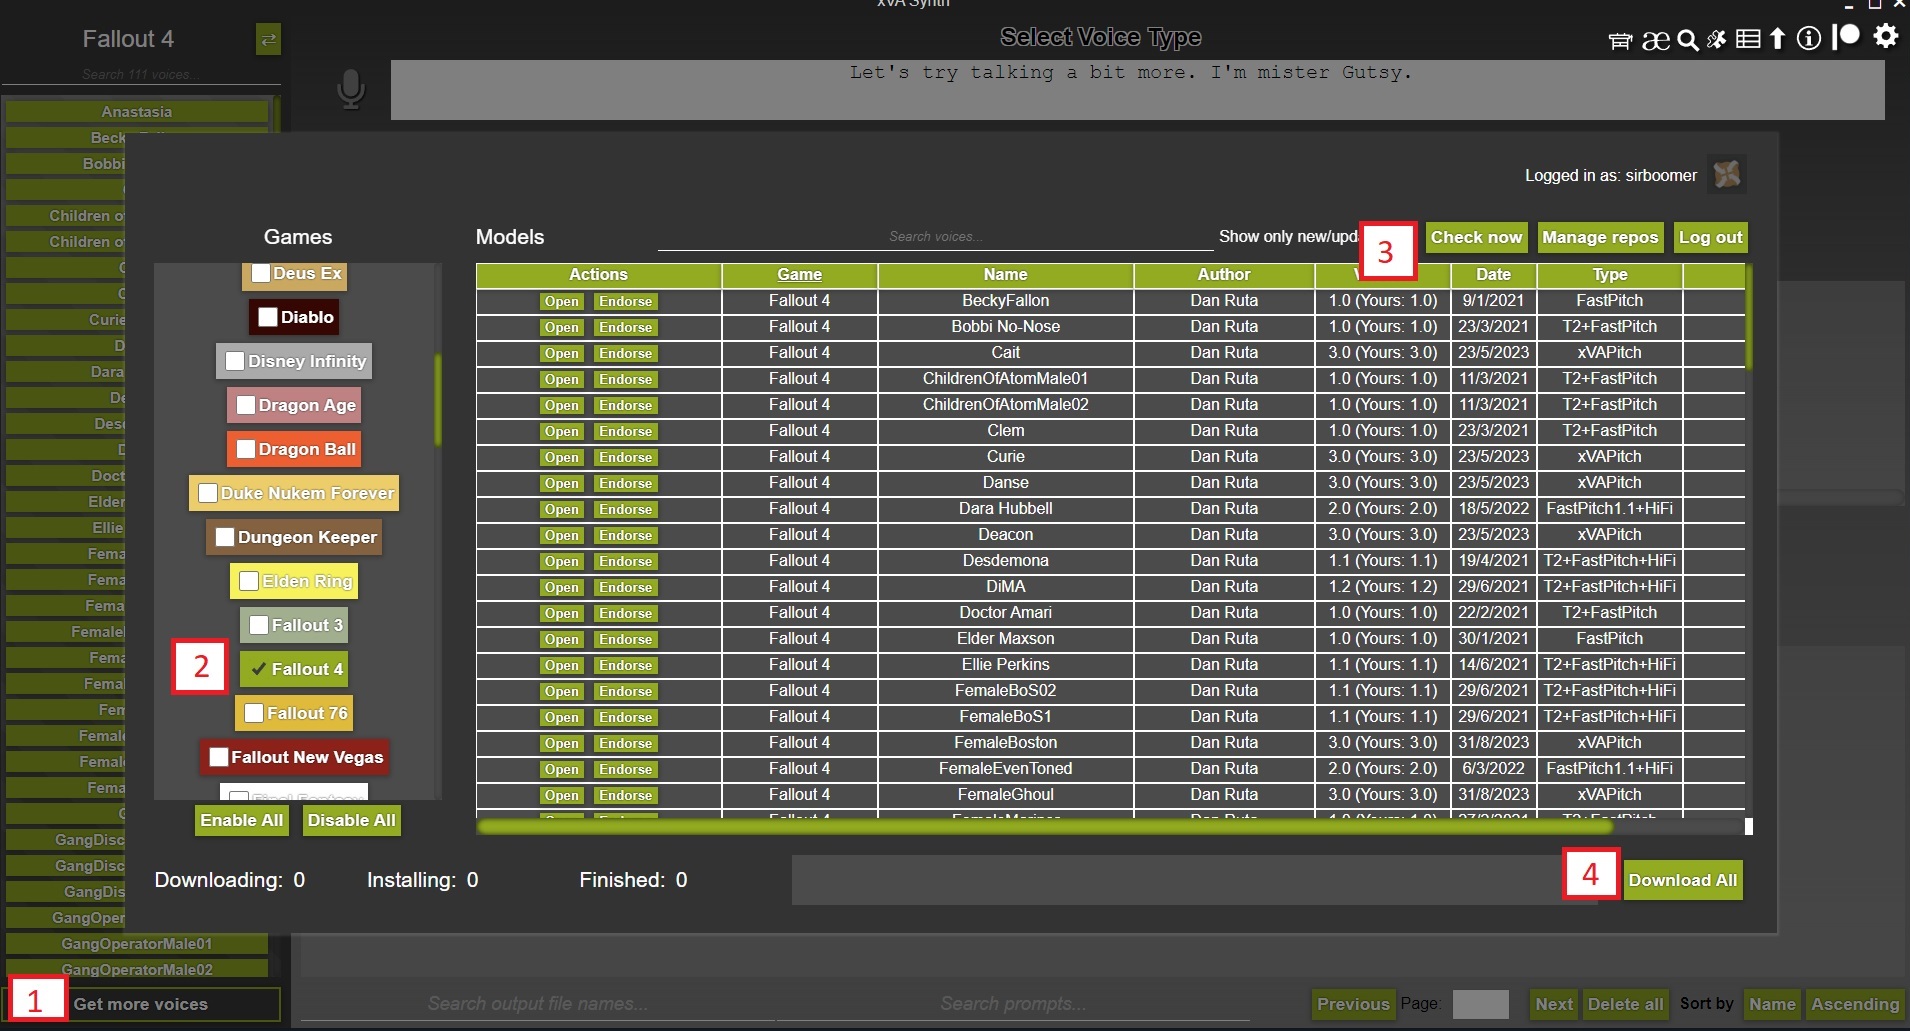 xVA Synth
Fallout 4
Search 111 voices...
Select Voice Type
Let's try talking a bit more. I'm mister Gutsy.
Anastasia
Bobbi
Children o
Children o
Curie
Dara
Doct
Elder
Ellie
Fema
Fema
Fema
Female
Fema
Fema
Fem
Female
Female
Fema
GangDisc
GangDisc
GangDis
GangOper
GangOperatorMale01
GangOperatorMale02
1
Get more voices
Logged in as: sirboomer
Games
Deus Ex
Diablo
Disney Infinity
Dragon Age
Dragon Ball
Duke Nukem Forever
Dungeon Keeper
Elden Ring
Fallout 3
2
Fallout 4
Fallout 76
Fallout New Vegas
Final Fantasy
Enable All Disable All
Models
Search voices...
Show only new/upd
3
Check now Manage repos Log out
Actions Game Name Author V Date Type
Open Endorse Fallout 4 BeckyFallon Dan Ruta 1.0 (Yours: 1.0) 9/1/2021 FastPitch
Open Endorse Fallout 4 Bobbi No-Nose Dan Ruta 1.0 (Yours: 1.0) 23/3/2021 T2+FastPitch
Open Endorse Fallout 4 Cait Dan Ruta 3.0 (Yours: 3.0) 23/5/2023 xVAPitch
Open Endorse Fallout 4 ChildrenOfAtomMale01 Dan Ruta 1.0 (Yours: 1.0) 11/3/2021 T2+FastPitch
Open Endorse Fallout 4 ChildrenOfAtomMale02 Dan Ruta 1.0 (Yours: 1.0) 11/3/2021 T2+FastPitch
Open Endorse Fallout 4 Clem Dan Ruta 1.0 (Yours: 1.0) 23/3/2021 T2+FastPitch
Open Endorse Fallout 4 Curie Dan Ruta 3.0 (Yours: 3.0) 23/5/2023 xVAPitch
Open Endorse Fallout 4 Danse Dan Ruta 3.0 (Yours: 3.0) 23/5/2023 xVAPitch
Open Endorse Fallout 4 Dara Hubbell Dan Ruta 2.0 (Yours: 2.0) 18/5/2022 FastPitch1.1+HiFi
Open Endorse Fallout 4 Deacon Dan Ruta 3.0 (Yours: 3.0) 23/5/2023 xVAPitch
Open Endorse Fallout 4 Desdemona Dan Ruta 1.1 (Yours: 1.1) 19/4/2021 T2+FastPitch+HiFi
Open Endorse Fallout 4 DiMA Dan Ruta 1.2 (Yours: 1.2) 29/6/2021 T2+FastPitch+HiFi
Open Endorse Fallout 4 Doctor Amari Dan Ruta 1.0 (Yours: 1.0) 22/2/2021 T2+FastPitch
Open Endorse Fallout 4 Elder Maxson Dan Ruta 1.0 (Yours: 1.0) 30/1/2021 FastPitch
Open Endorse Fallout 4 Ellie Perkins Dan Ruta 1.1 (Yours: 1.1) 14/6/2021 T2+FastPitch+HiFi
Open Endorse Fallout 4 FemaleBoS02 Dan Ruta 1.1 (Yours: 1.1) 29/6/2021 T2+FastPitch+HiFi
Open Endorse Fallout 4 FemaleBoS1 Dan Ruta 1.1 (Yours: 1.1) 29/6/2021 T2+FastPitch+HiFi
Open Endorse Fallout 4 FemaleBoston Dan Ruta 3.0 (Yours: 3.0) 31/8/2023 xVAPitch
Open Endorse Fallout 4 FemaleEvenToned Dan Ruta 2.0 (Yours: 2.0) 6/3/2022 FastPitch1.1+HiFi
Open Endorse Fallout 4 FemaleGhoul Dan Ruta 3.0 (Yours: 3.0) 31/8/2023 xVAPitch
Downloading: 0 Installing: 0 Finished: 0
4
Download All
Search output file names... Search prompts...
Previous Page: Next Delete all Sort by Name Ascending